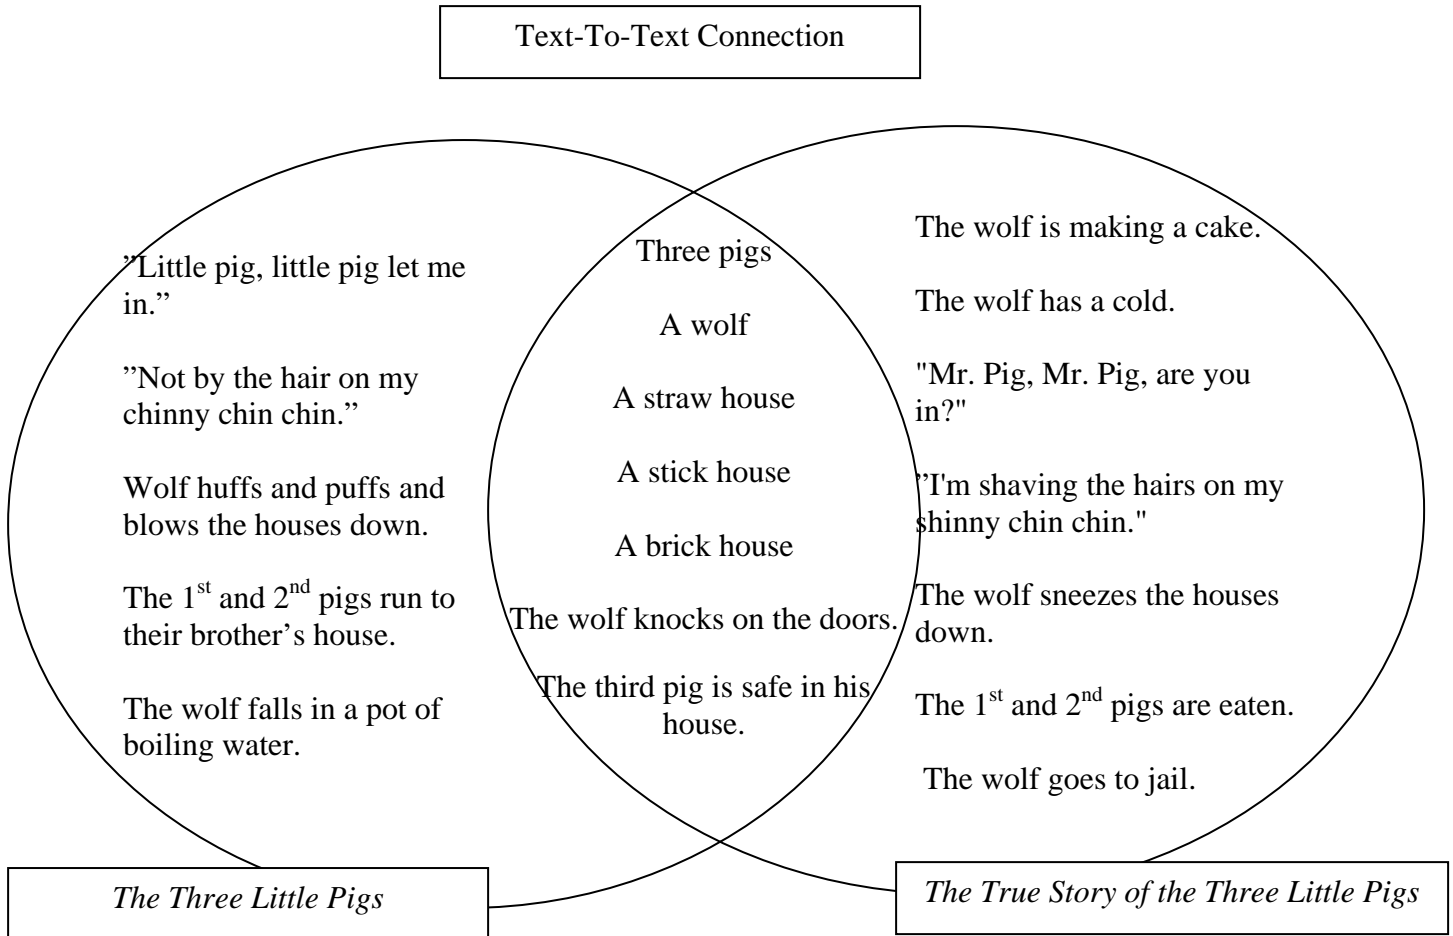 Text-To-Text Connection
”Little pig, little pig let me
in.”
”Not by the hair on my
chinny chin chin.”
Wolf huffs and puffs and
blows the houses down.
The 1st and 2nd pigs run to
their brother’s house.
The wolf falls in a pot of
boiling water.
Three pigs
A wolf
A straw house
A stick house
A brick house
The wolf knocks on the doors.
The third pig is safe in his
house.
The wolf is making a cake.
The wolf has a cold.
"Mr. Pig, Mr. Pig, are you
in?"
”I'm shaving the hairs on my
shinny chin chin."
The wolf sneezes the houses
down.
The 1st and 2nd pigs are eaten.
The wolf goes to jail.
The Three Little Pigs
The True Story of the Three Little Pigs